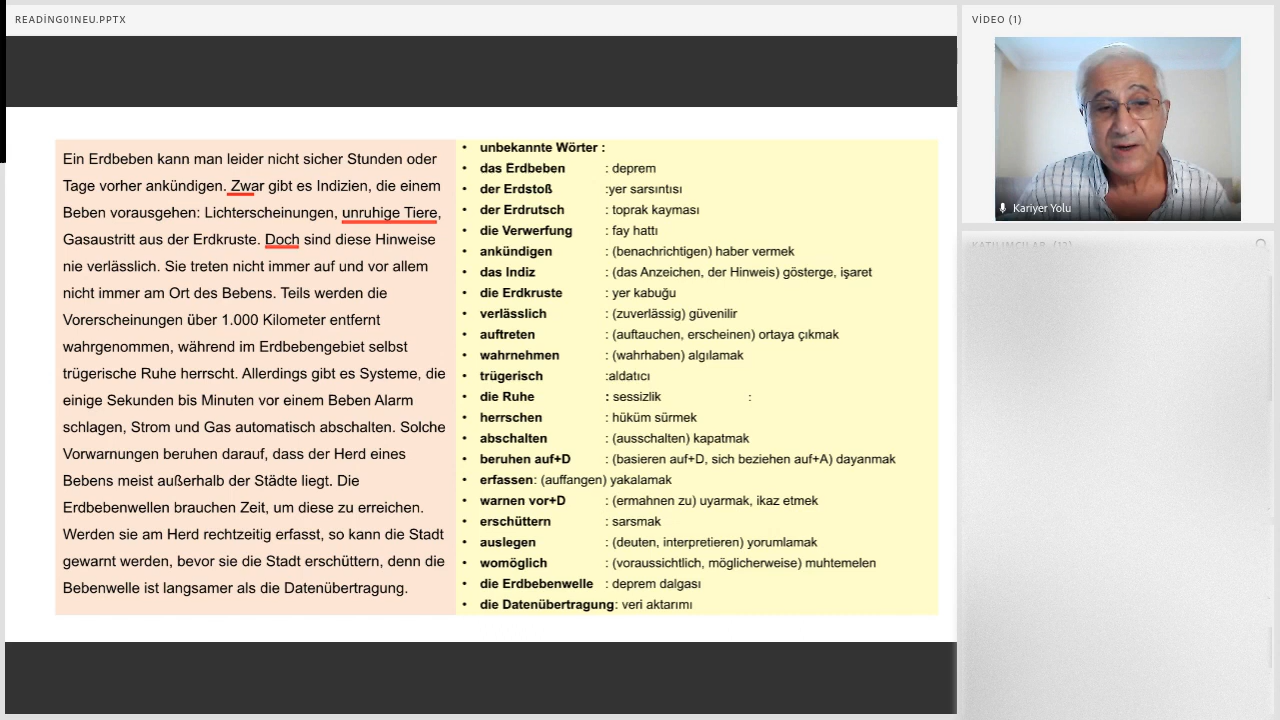 READİNG01NEU.PPTX
Ein Erdbeben kann man leider nicht sicher Stunden oder
Tage vorher ankündigen. Zwar gibt es Indizien, die einem
Beben vorausgehen: Lichterscheinungen, unruhige Tiere,
Gasaustritt aus der Erdkruste. Doch sind diese Hinweise
nie verlässlich. Sie treten nicht immer auf und vor allem
nicht immer am Ort des Bebens. Teils werden die
Vorerscheinungen über 1.000 Kilometer entfernt
wahrgenommen, während im Erdbebengebiet selbst
trügerische Ruhe herrscht. Allerdings gibt es Systeme, die
einige Sekunden bis Minuten vor einem Beben Alarm
schlagen, Strom und Gas automatisch abschalten. Solche
Vorwarnungen beruhen darauf, dass der Herd eines
Bebens meist außerhalb der Städte liegt. Die
Erdbebenwellen brauchen Zeit, um diese zu erreichen.
Werden sie am Herd rechtzeitig erfasst, so kann die Stadt
gewarnt werden, bevor sie die Stadt erschüttern, denn die
Bebenwelle ist langsamer als die Datenübertragung.
• unbekannte Wörter :
• das Erdbeben : deprem
• der Erdstoß :yer sarsıntısı
• der Erdrutsch : toprak kayması
• die Verwerfung : fay hattı
• ankündigen : (benachrichtigen) haber vermek
• das Indiz : (das Anzeichen, der Hinweis) gösterge, işaret
• die Erdkruste : yer kabuğu
• verlässlich : (zuverlässig) güvenilir
• auftreten : (auftauchen, erscheinen) ortaya çıkmak
• wahrnehmen : (wahrhaben) algılamak
• trügerisch :aldatıcı
• die Ruhe : sessizlik :
• herrschen : hüküm sürmek
• abschalten : (ausschalten) kapatmak
• beruhen auf+D : (basieren auf+D, sich beziehen auf+A) dayanmak
• erfassen: (auffangen) yakalamak
• warnen vor+D : (ermahnen zu) uyarmak, ikaz etmek
• erschüttern : sarsmak
• auslegen : (deuten, interpretieren) yorumlamak
• womöglich : (voraussichtlich, möglicherweise) muhtemelen
• die Erdbebenwelle : deprem dalgası
• die Datenübertragung: veri aktarımı
VİDEO (1)
Kariyer Yolu